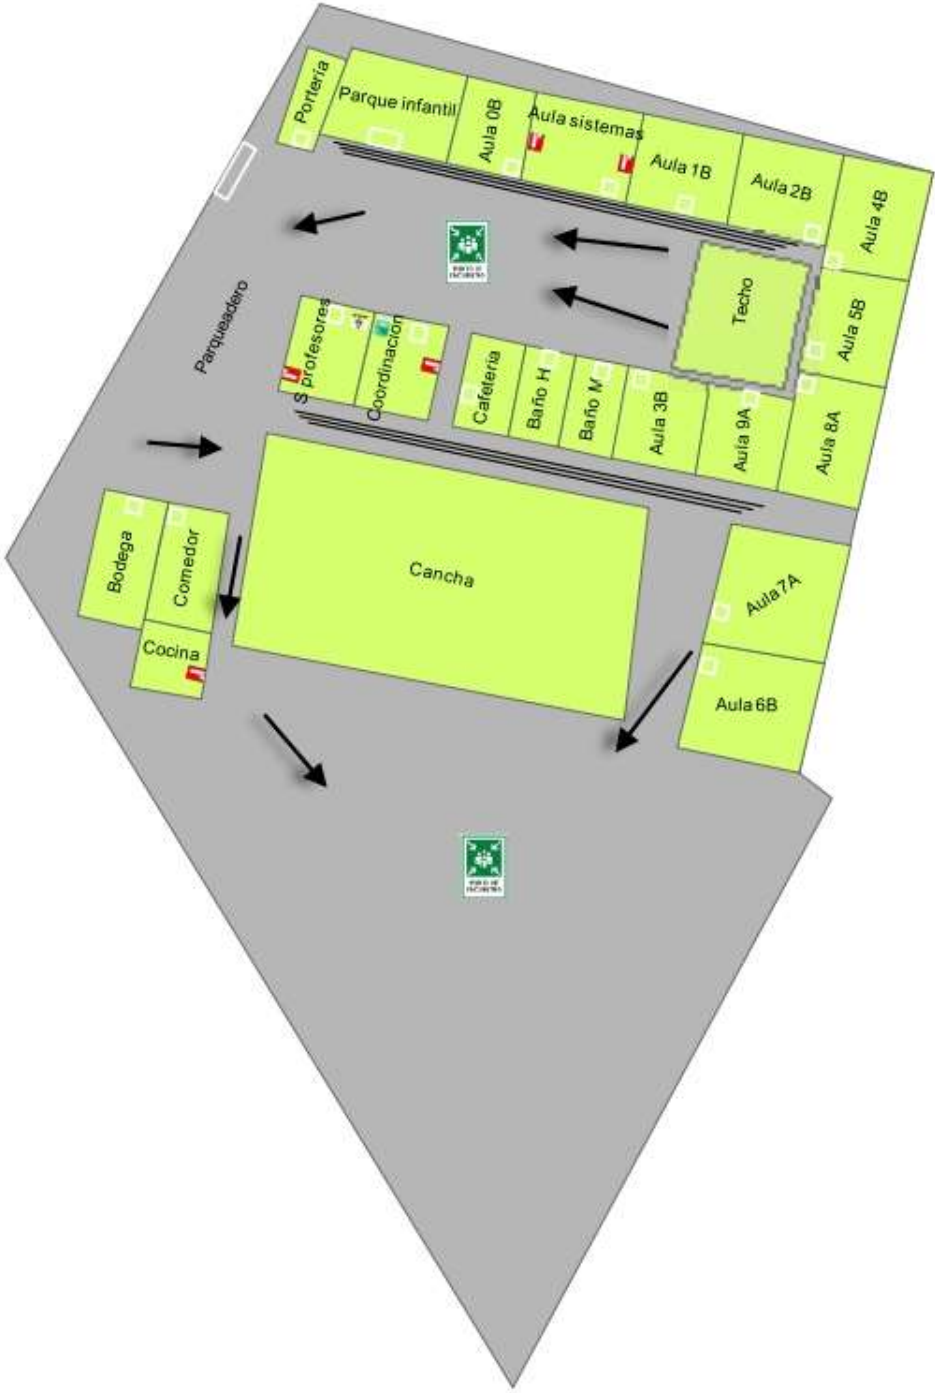 Portería
Parque infantil
Aula 0B
Aula sistemas
Aula 1B
Aula 2B
Aula 4B
Techo
Aula 5B
Parqueadero
S profesores
Coordinacion
Cafeteria
Baño H
Baño M
Aula 3B
Aula 9A
Aula 8A
Bodega
Comedor
Cocina
Cancha
Aula 7A
Aula 6B